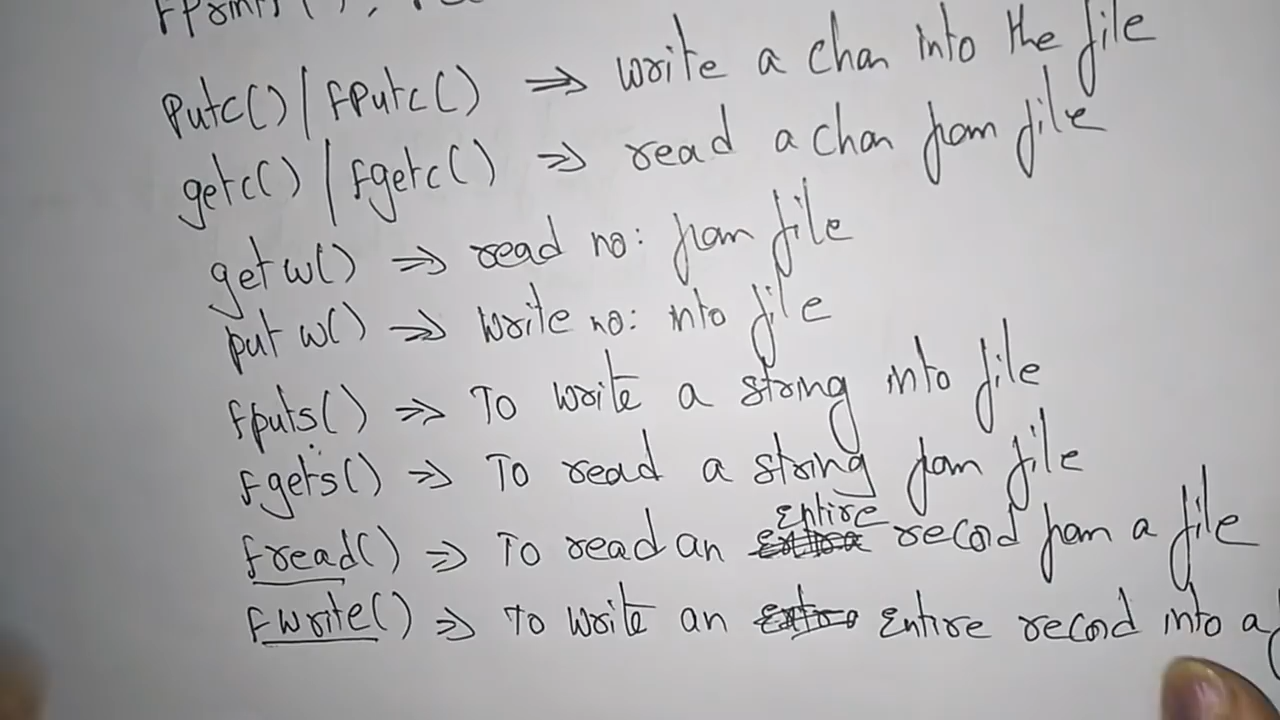 fprintf(),
putc() | fputc() ⇒ write a char into the file
getc() | fgetc() ⇒ read a char from file
getw() ⇒ read no: from file
putw() ⇒ write no: into file
fputs() ⇒ To write a string into file
fgets() ⇒ To read a string from file
fread() ⇒ To read an Entire record from a file
fwrite() ⇒ To write an Entire record into a